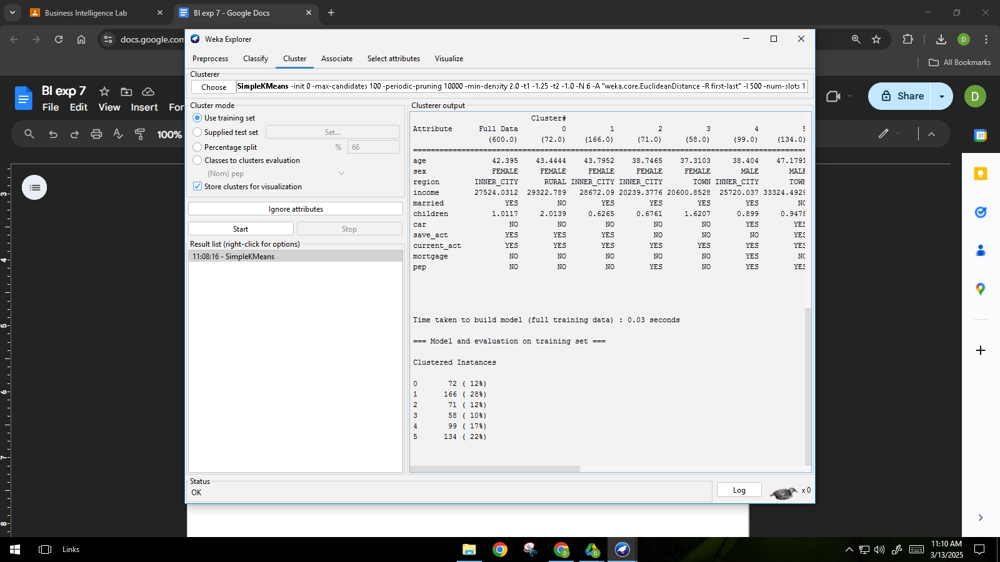 Business Intelligence Lab
BI exp 7 - Google Docs
docs.google.com
D
All Bookmarks
Weka Explorer
Preprocess Classify Cluster Associate Select attributes Visualize
Clusterer
Choose SimpleKMeans -init 0 -max-candidates 100 -periodic-pruning 10000 -min-density 2.0 -t1 -1.25 -t2 -1.0 -N 6 -A "weka.core.EuclideanDistance -R first-last" -I 500 -num-slots 1
BI exp 7
File Edit View Insert For
Share
D
100%
31
Cluster mode
Use training set
Supplied test set Set...
Percentage split % 66
Classes to clusters evaluation
(Nom) pep
Store clusters for visualization
Ignore attributes
Start Stop
Result list (right-click for options)
11:08:16 - SimpleKMeans
Clusterer output
Cluster#
Attribute Full Data 0 1 2 3 4 5
(600.0) (72.0) (166.0) (71.0) (58.0) (99.0) (134.0)
age 42.395 43.4444 43.7952 38.7465 37.3103 38.404 47.1791
sex FEMALE FEMALE FEMALE FEMALE FEMALE MALE MALE
region INNER_CITY RURAL INNER_CITY INNER_CITY TOWN INNER_CITY TOWN
income 27524.0312 29322.789 28672.09 20239.3776 20600.8528 25720.037 33324.4929
married YES NO YES YES YES YES NO
children 1.0117 2.0139 0.6265 0.6761 1.6207 0.899 0.9478
car NO NO NO NO NO YES YES
save_act YES YES YES NO NO NO YES
current_act YES YES YES YES YES YES YES
mortgage NO NO NO NO NO YES NO
pep NO NO NO YES NO YES YES
Time taken to build model (full training data) : 0.03 seconds
=== Model and evaluation on training set ===
Clustered Instances
0 72 ( 12%)
1 166 ( 28%)
2 71 ( 12%)
3 58 ( 10%)
4 99 ( 17%)
5 134 ( 22%)
3
4
5
6
7
8
Status
OK
Log
x 0
Links
D
D
11:10 AM
3/13/2025